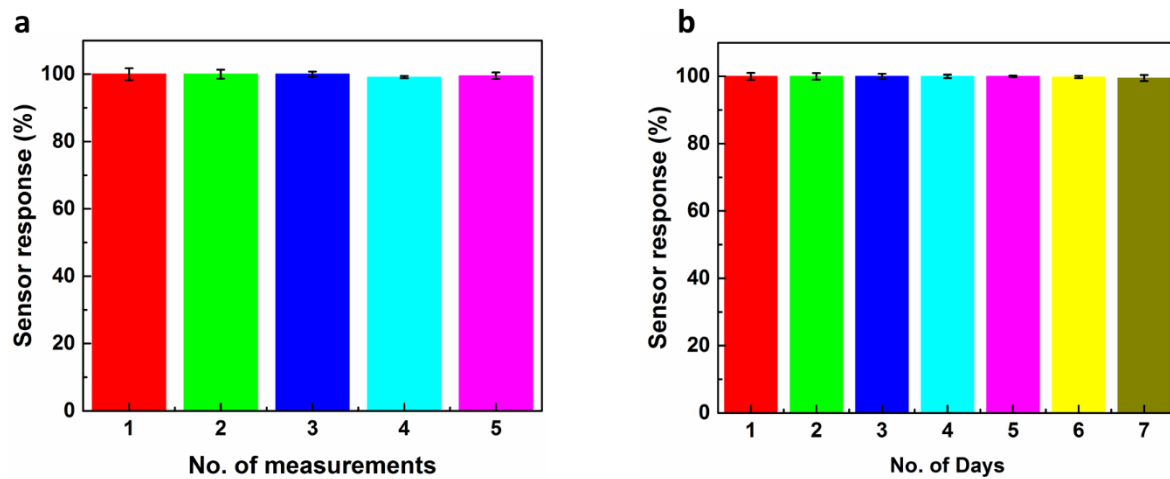 a
100
80
60
40
20
0
Sensor response (%)
1 2 3 4 5
No. of measurements
b
100
80
60
40
20
0
Sensor response (%)
1 2 3 4 5 6 7
No. of Days